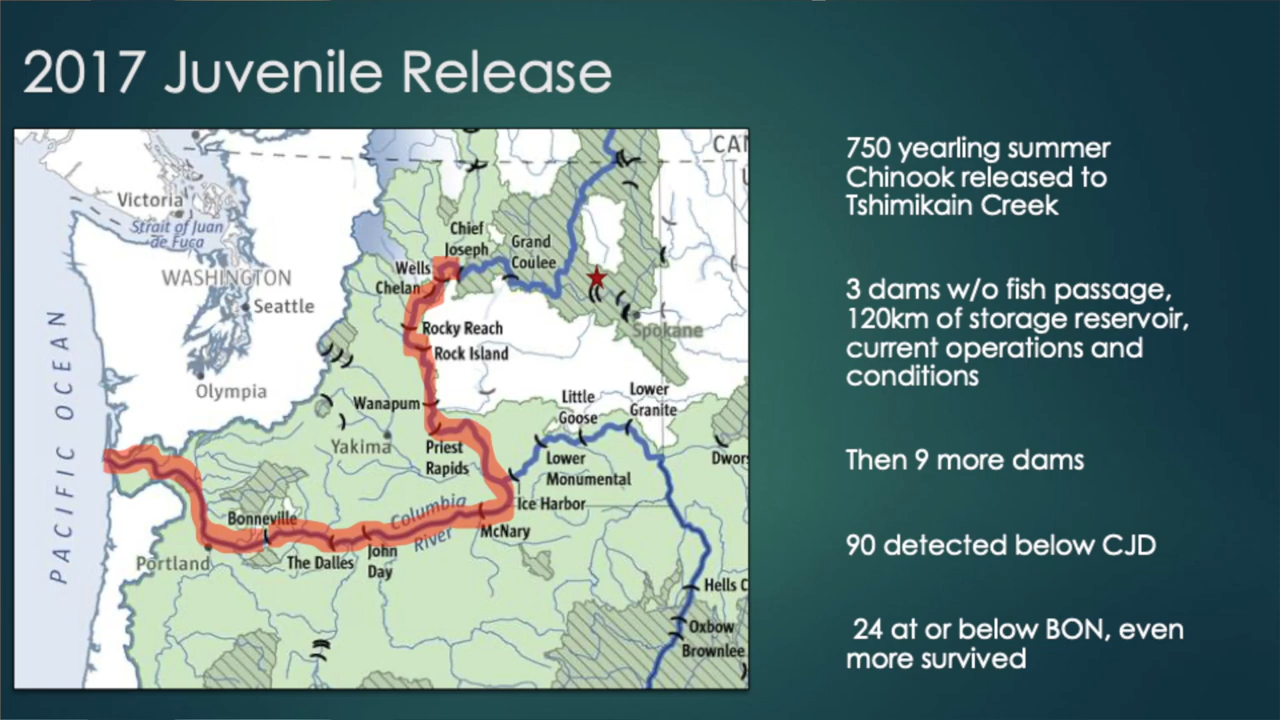 2017 Juvenile Release
750 yearling summer
Chinook released to
Tshimikain Creek
3 dams w/o fish passage,
120km of storage reservoir,
current operations and
conditions
Then 9 more dams
90 detected below CJD
24 at or below BON, even
more survived
CAN
Victoria
Strait of Juan
de Fuca
WASHINGTON
Seattle
Olympia
PACIFIC OCEAN
Chief
Joseph
Grand
Coulee
Wells
Chelan
Rocky Reach
Rock Island
Spokane
Wanapum
Yakima
Priest
Rapids
Little
Goose
Lower
Granite
Lower
Monumental
Dwors
Ice Harbor
Columbia
River
McNary
Bonneville
Portland
The Dalles
John
Day
Hells C
Oxbow
Brownlee